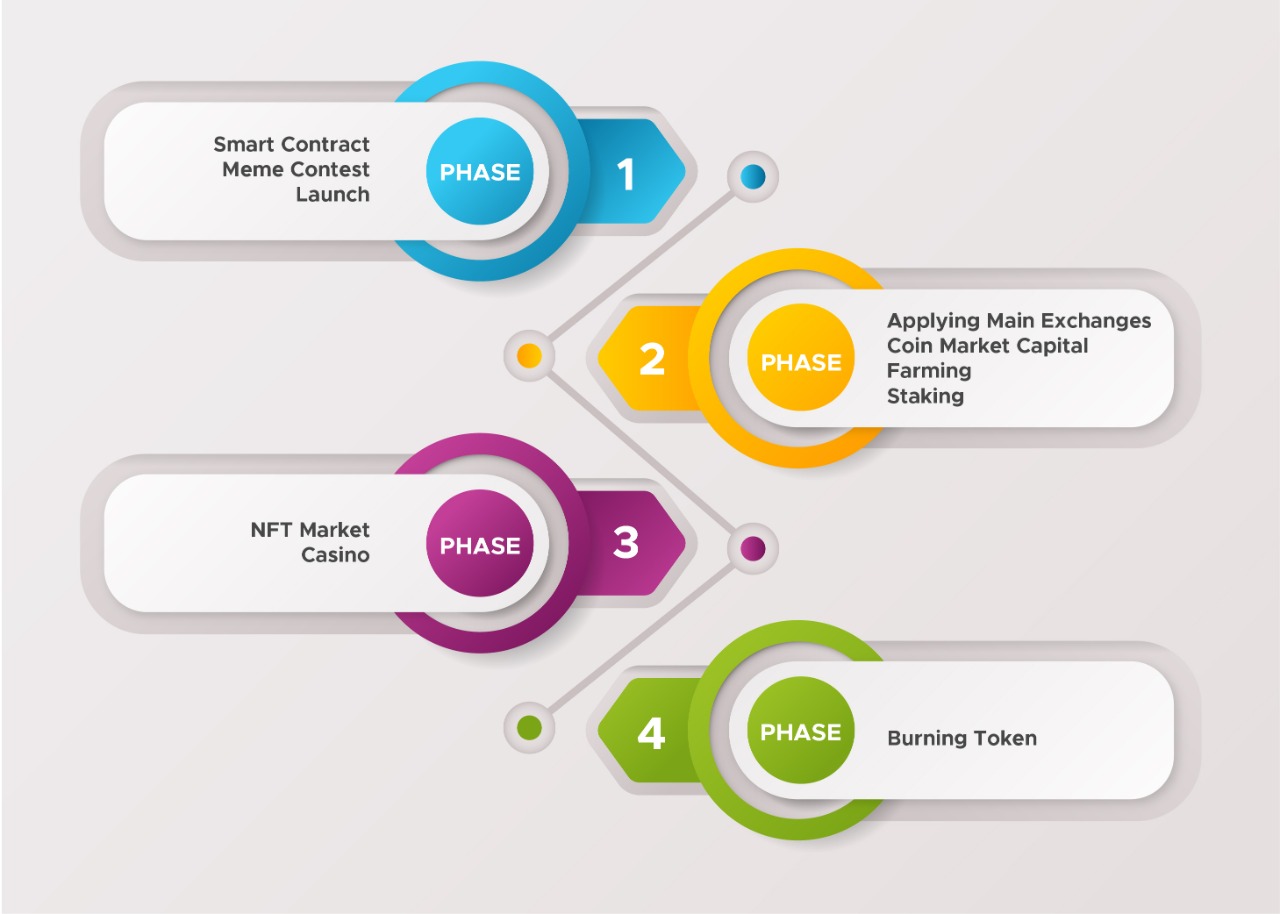 Smart Contract
Meme Contest
Launch
PHASE
1
2
PHASE
Applying Main Exchanges
Coin Market Capital
Farming
Staking
NFT Market
Casino
PHASE
3
4
PHASE
Burning Token